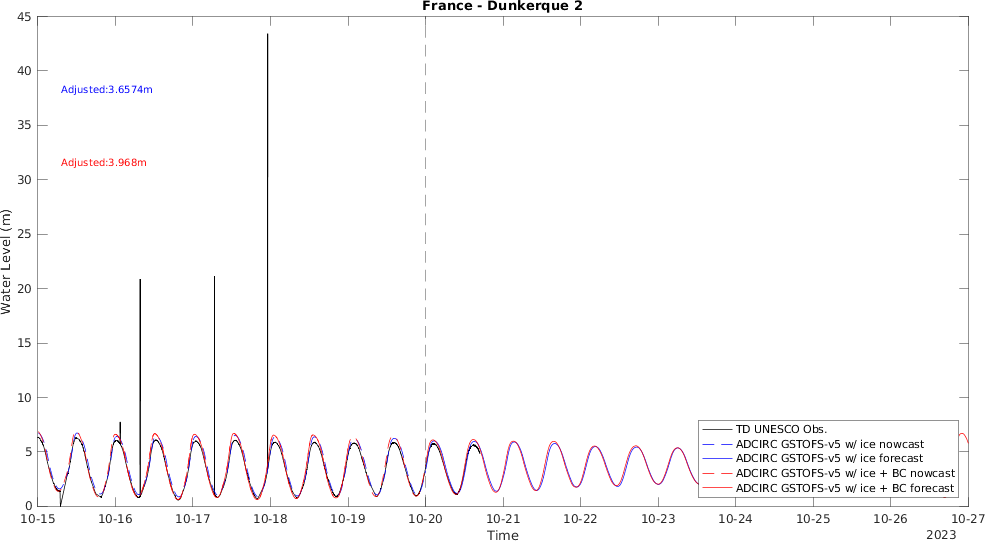 France - Dunkerque 2
45
40
35
30
25
20
15
10
5
0
Water Level (m)
Adjusted:3.6574m
Adjusted:3.968m
TD UNESCO Obs.
ADCIRC GSTOFS-v5 w/ ice nowcast
ADCIRC GSTOFS-v5 w/ ice forecast
ADCIRC GSTOFS-v5 w/ ice + BC nowcast
ADCIRC GSTOFS-v5 w/ ice + BC forecast
10-15 10-16 10-17 10-18 10-19 10-20 10-21 10-22 10-23 10-24 10-25 10-26 10-27
Time
2023